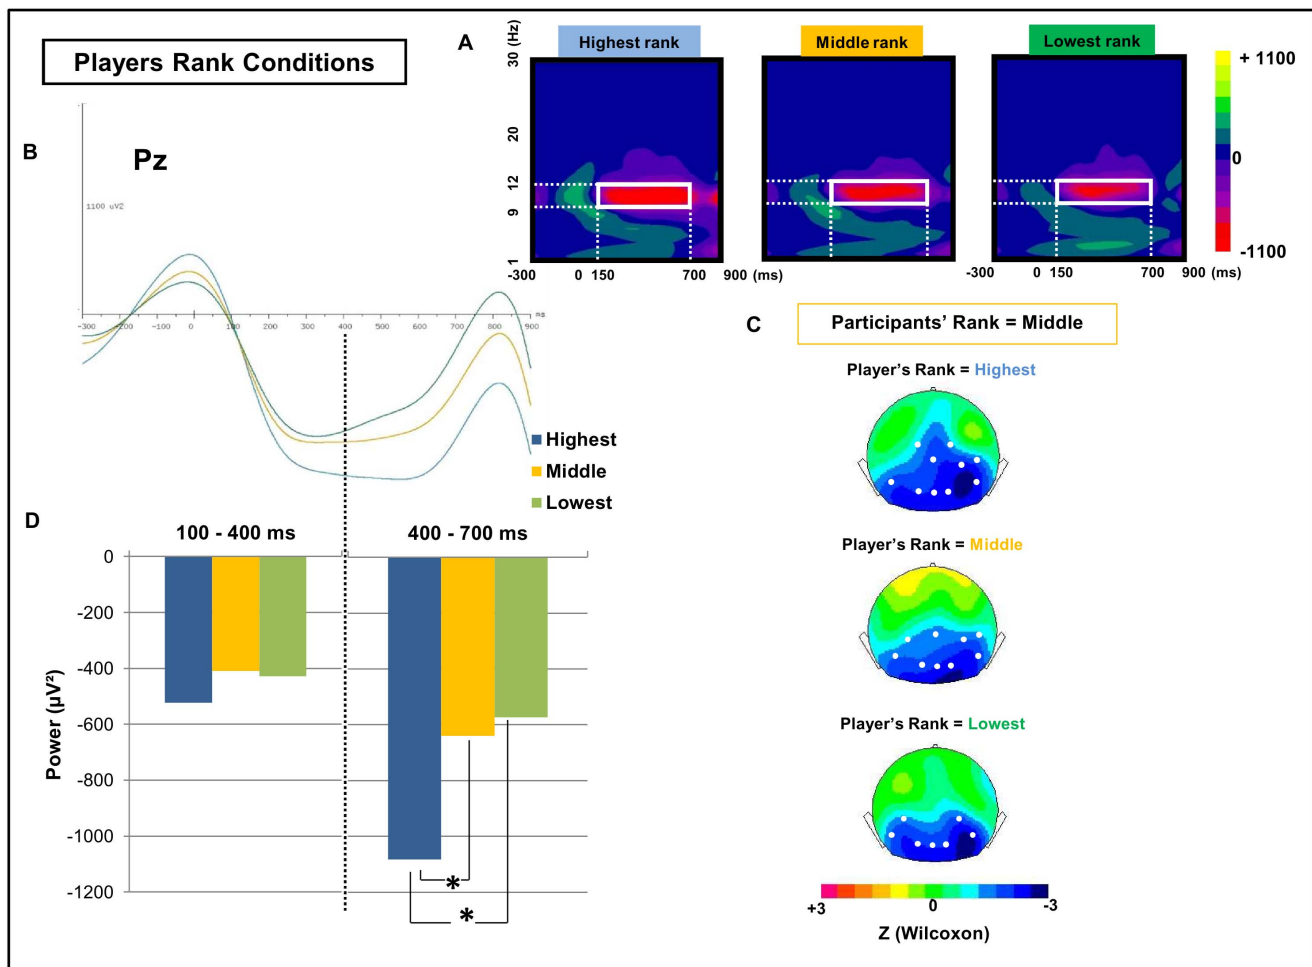 Players Rank Conditions
A
30 (Hz)
20
12
9
1
Highest rank
Middle rank
Lowest rank
+ 1100
0
-1100
-300 0 150 700 900 (ms)
-300 0 150 700 900 (ms)
B
Pz
1100 uV2
ms
-300 -200 -100 0 100 200 300 400 500 600 700 800 900
Highest
Middle
Lowest
C
Participants' Rank = Middle
Player's Rank = Highest
Player's Rank = Middle
Player's Rank = Lowest
+3 0 -3
Z (Wilcoxon)
D
100 - 400 ms
400 - 700 ms
Power (µV²)
0
-200
-400
-600
-800
-1000
-1200
*
*